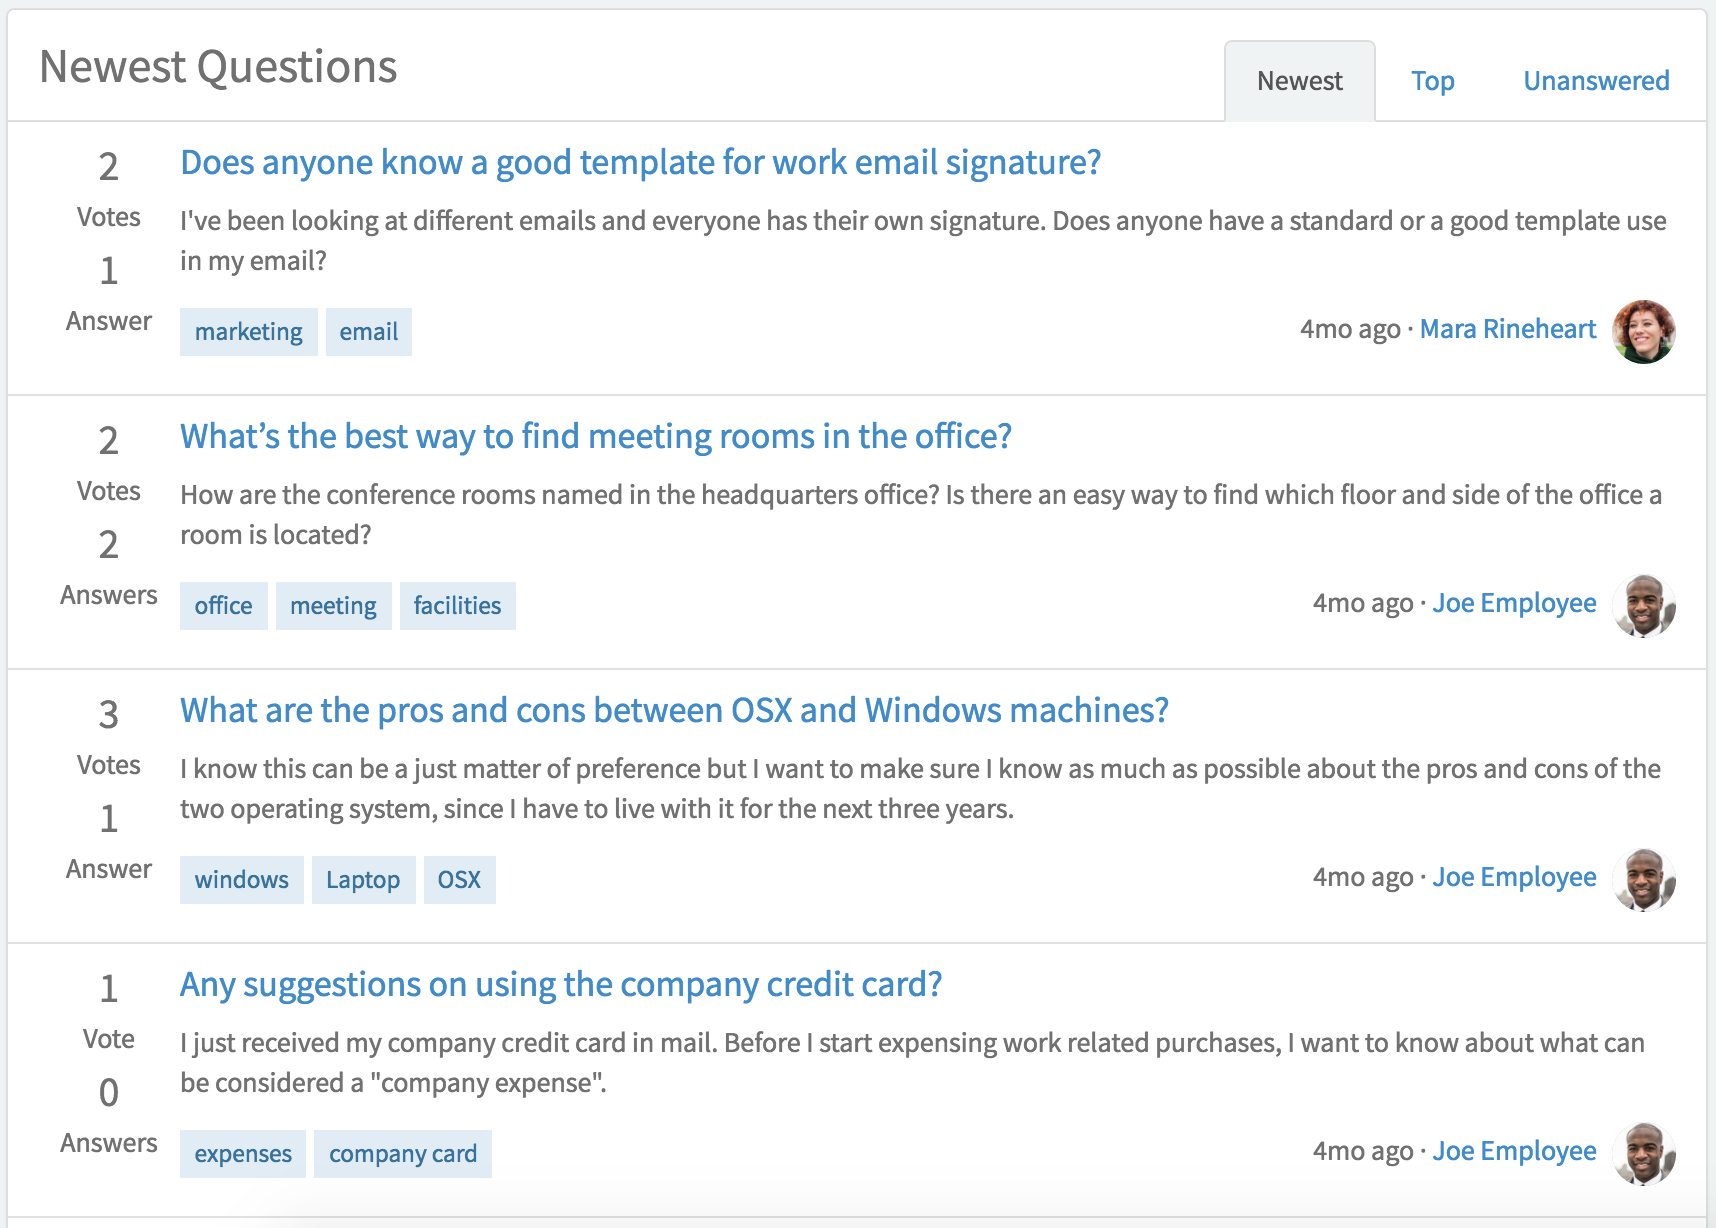 Newest Questions
Newest
Top
Unanswered
2
Votes
1
Answer
Does anyone know a good template for work email signature?
I've been looking at different emails and everyone has their own signature. Does anyone have a standard or a good template use
in my email?
marketing
email
4mo ago · Mara Rineheart
2
Votes
2
Answers
What’s the best way to find meeting rooms in the office?
How are the conference rooms named in the headquarters office? Is there an easy way to find which floor and side of the office a
room is located?
office
meeting
facilities
4mo ago · Joe Employee
3
Votes
1
Answer
What are the pros and cons between OSX and Windows machines?
I know this can be a just matter of preference but I want to make sure I know as much as possible about the pros and cons of the
two operating system, since I have to live with it for the next three years.
windows
Laptop
OSX
4mo ago · Joe Employee
1
Vote
0
Answers
Any suggestions on using the company credit card?
I just received my company credit card in mail. Before I start expensing work related purchases, I want to know about what can
be considered a "company expense".
expenses
company card
4mo ago · Joe Employee